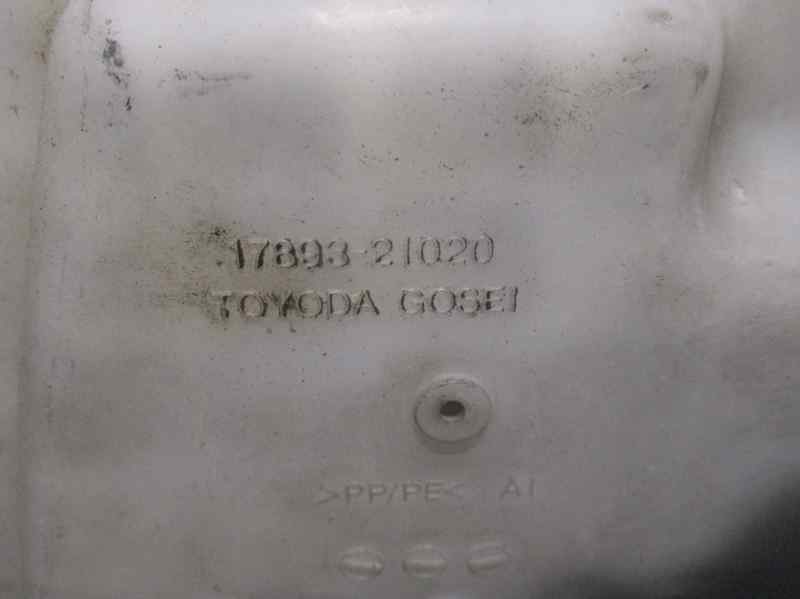 17893-21020
TOYODA GOSEI
>PP/PE< A1